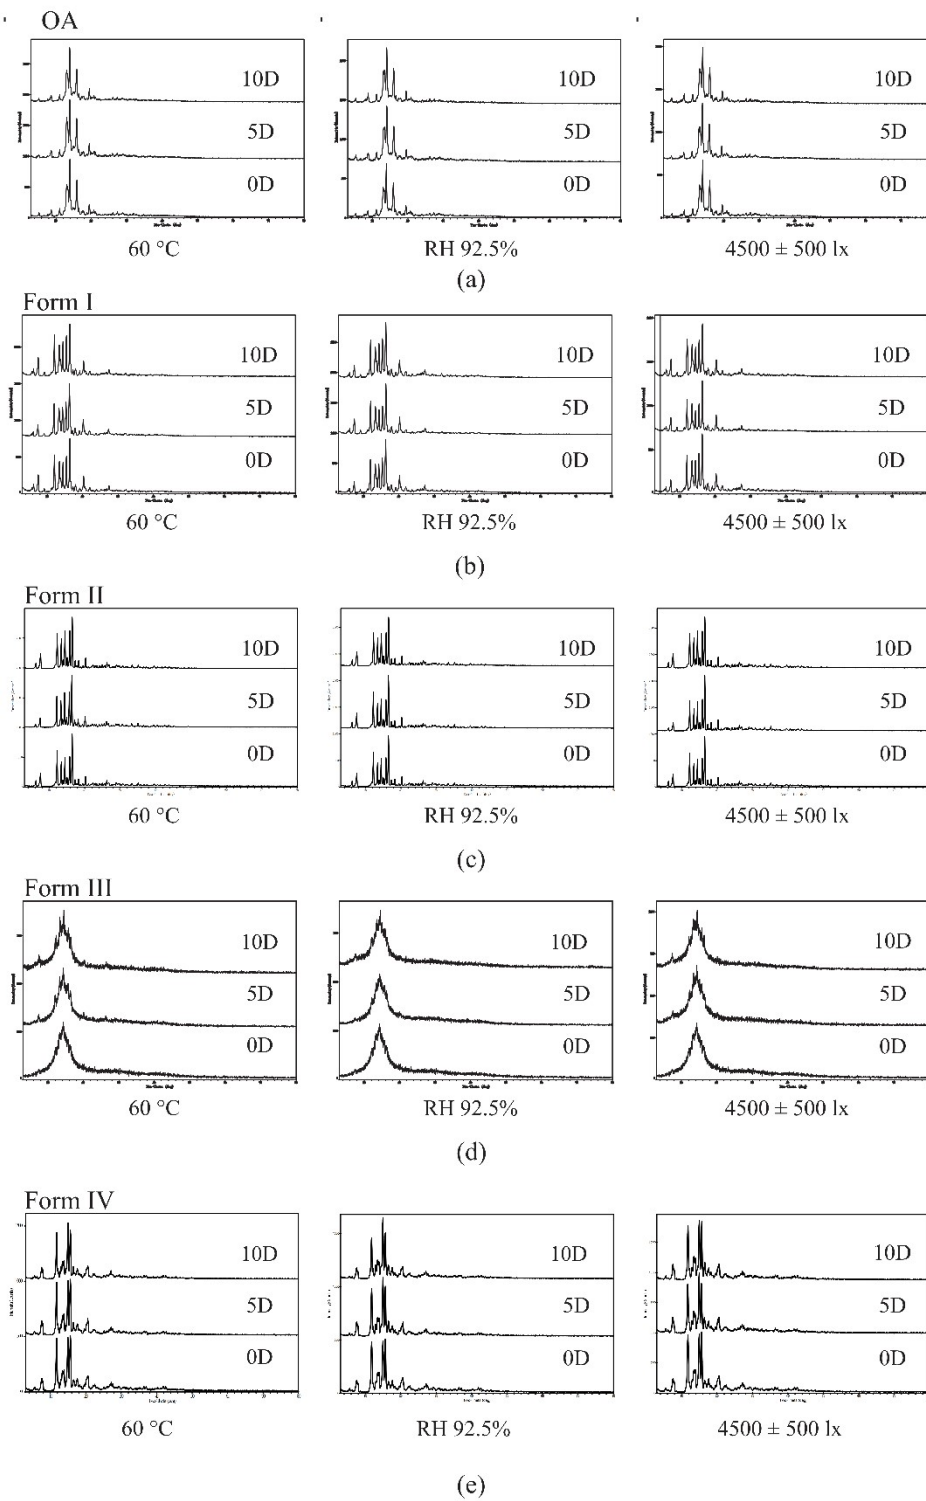 OA
10D 10D 10D
5D 5D 5D
0D 0D 0D
60 °C RH 92.5% 4500 ± 500 lx
(a)
Form I
10D 10D 10D
5D 5D 5D
0D 0D 0D
60 °C RH 92.5% 4500 ± 500 lx
(b)
Form II
10D 10D 10D
5D 5D 5D
0D 0D 0D
60 °C RH 92.5% 4500 ± 500 lx
(c)
Form III
10D 10D 10D
5D 5D 5D
0D 0D 0D
60 °C RH 92.5% 4500 ± 500 lx
(d)
Form IV
10D 10D 10D
5D 5D 5D
0D 0D 0D
60 °C RH 92.5% 4500 ± 500 lx
(e)